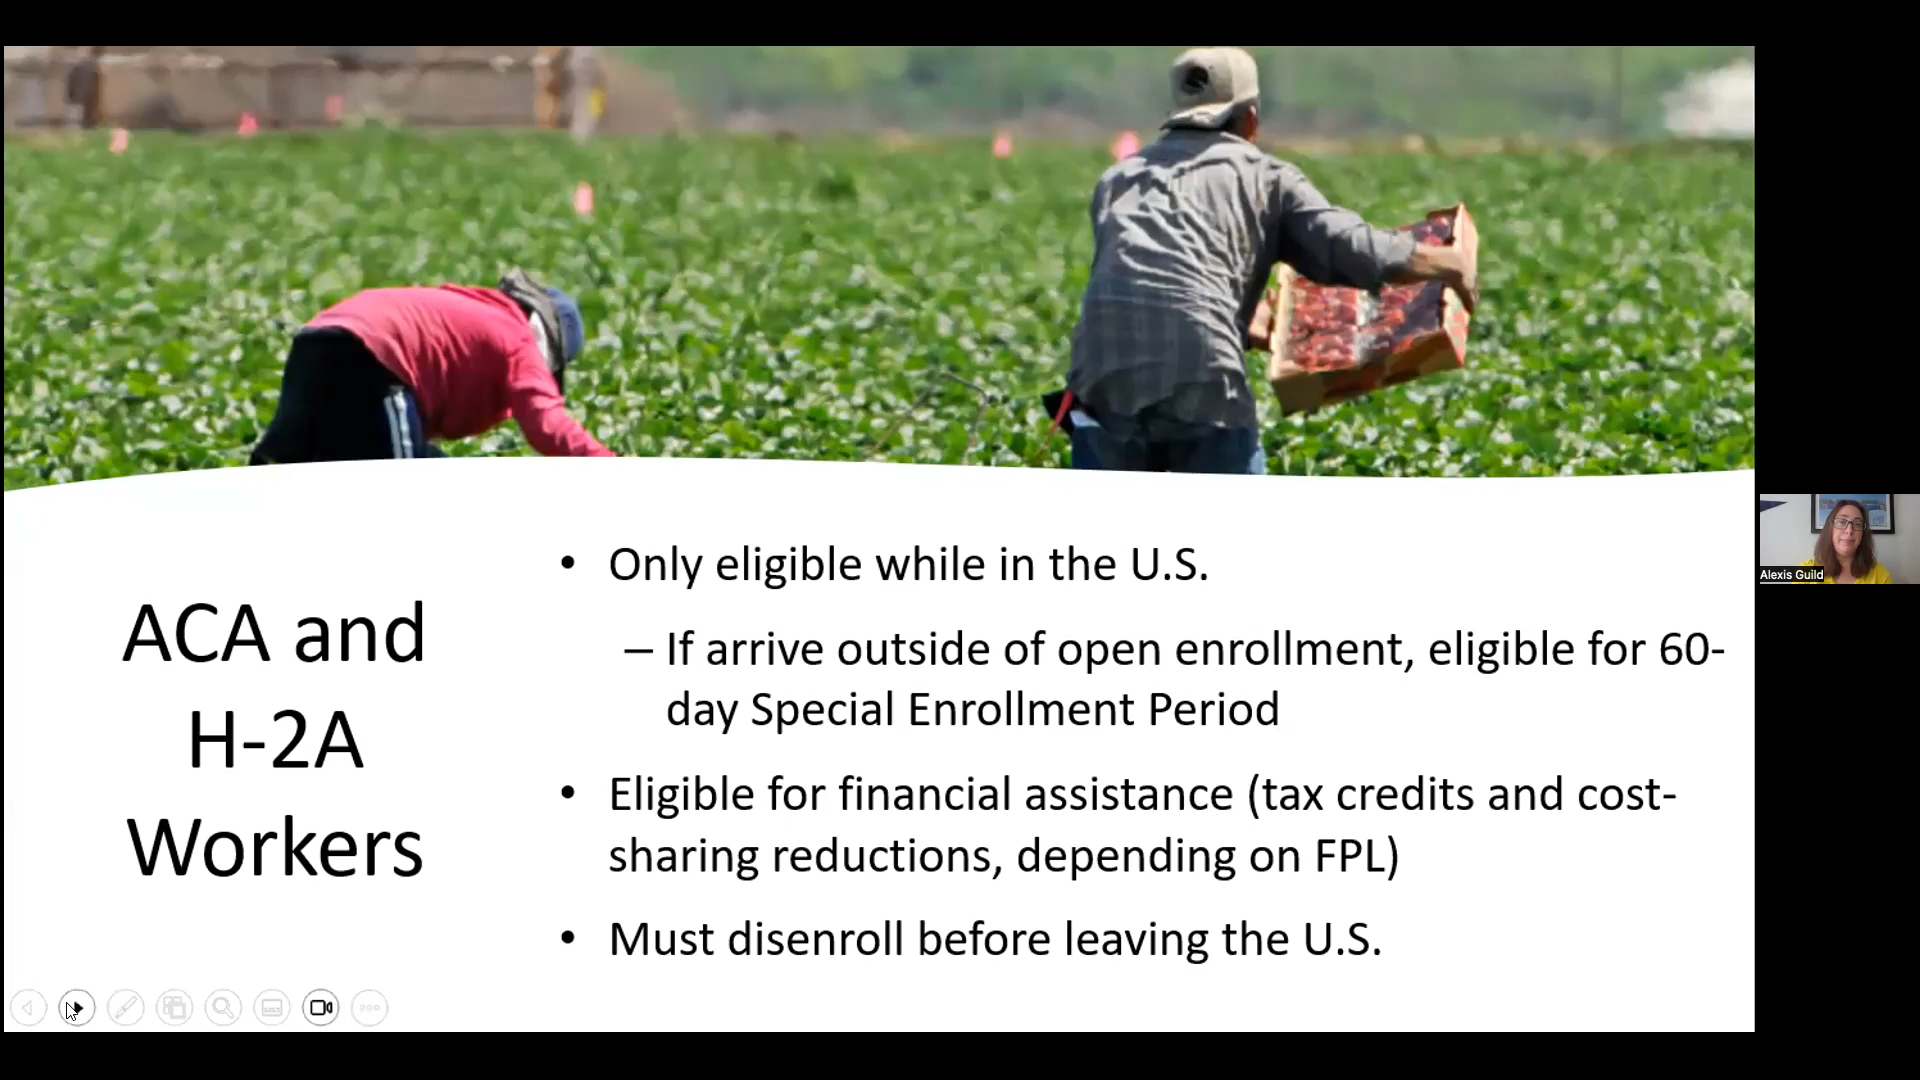 ACA and
H-2A
Workers
• Only eligible while in the U.S.
– If arrive outside of open enrollment, eligible for 60-
day Special Enrollment Period
• Eligible for financial assistance (tax credits and cost-
sharing reductions, depending on FPL)
• Must disenroll before leaving the U.S.
Alexis Guild